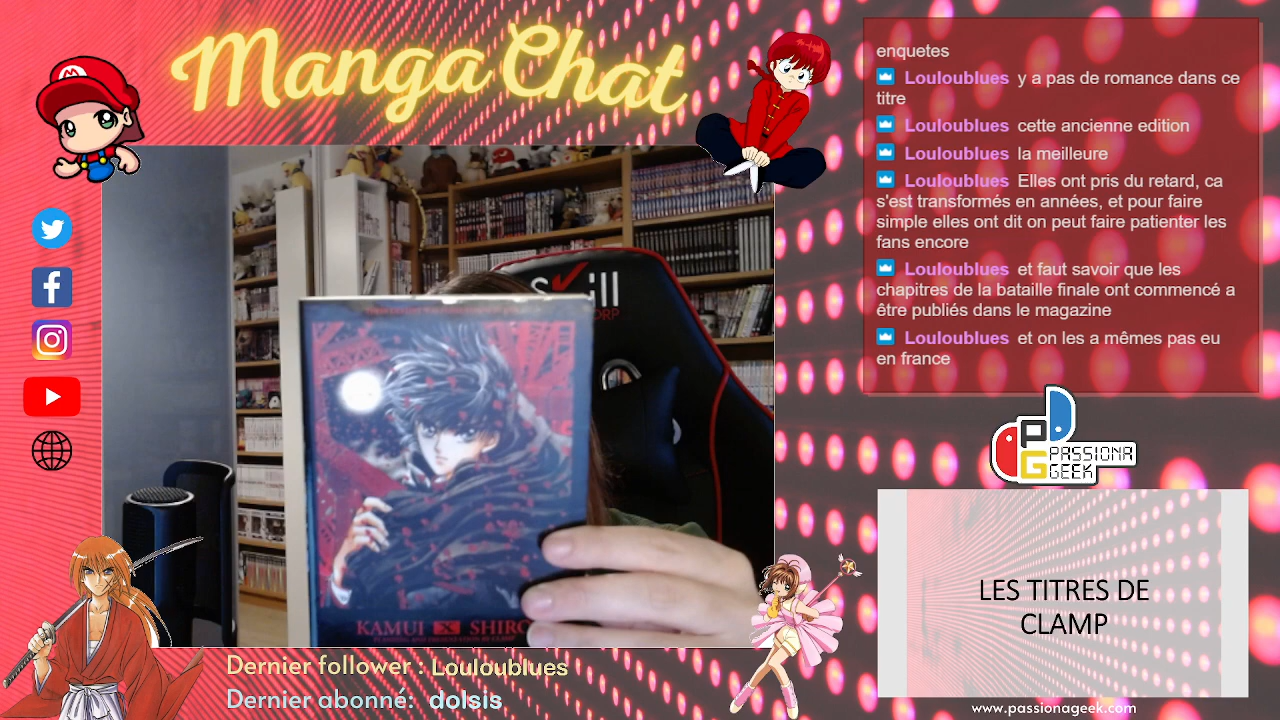 Manga Chat
enquetes
Louloublues y a pas de romance dans ce
titre
Louloublues cette ancienne edition
Louloublues la meilleure
Louloublues Elles ont pris du retard, ca
s'est transformés en années, et pour faire
simple elles ont dit on peut faire patienter les
fans encore
Louloublues et faut savoir que les
chapitres de la bataille finale ont commencé a
être publiés dans le magazine
Louloublues et on les a mêmes pas eu
en france
PASSIONA
GEEK
LES TITRES DE
CLAMP
www.passionageek.com
KAMUI X SHIRO
Dernier follower : Louloublues
Dernier abonné: dolsis